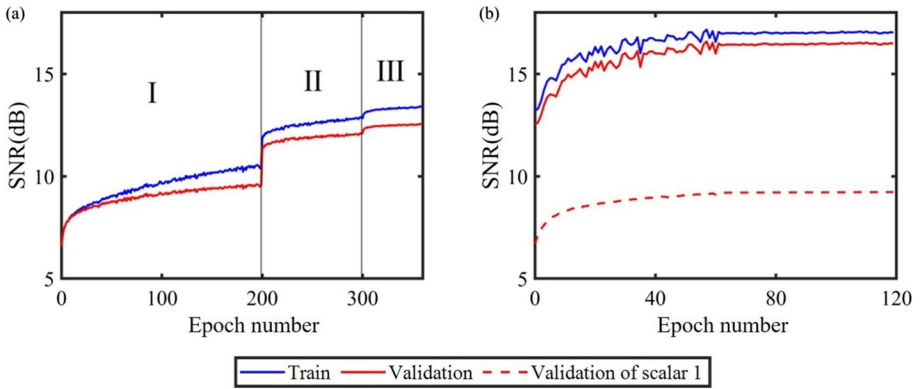 (a)
(b)
SNR(dB)
15
10
5
I
II
III
0
100
200
300
Epoch number
SNR(dB)
15
10
5
0
40
80
120
Epoch number
Train
Validation
Validation of scalar 1